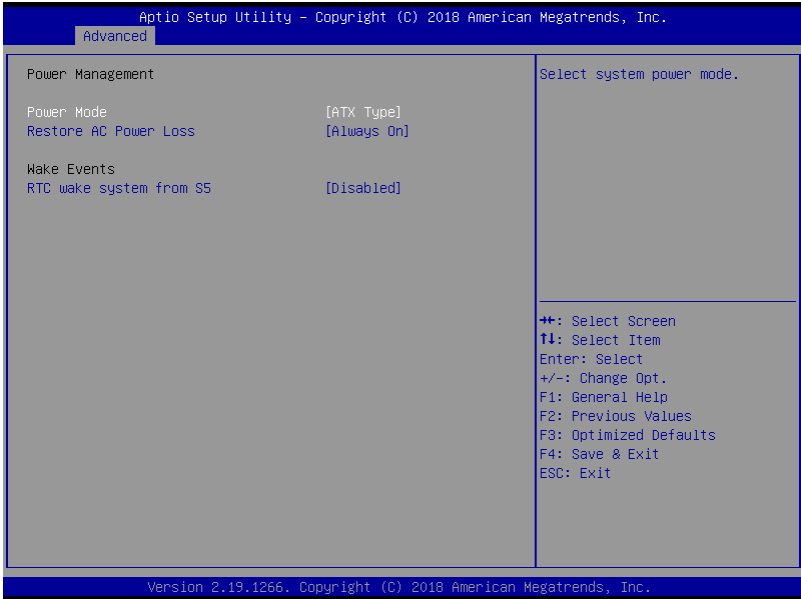 Aptio Setup Utility – Copyright (C) 2018 American Megatrends, Inc.
Advanced
Power Management
Power Mode [ATX Type]
Restore AC Power Loss [Always On]
Wake Events
RTC wake system from S5 [Disabled]
Select system power mode.
→←: Select Screen
↑↓: Select Item
Enter: Select
+/-: Change Opt.
F1: General Help
F2: Previous Values
F3: Optimized Defaults
F4: Save & Exit
ESC: Exit
Version 2.19.1266. Copyright (C) 2018 American Megatrends, Inc.